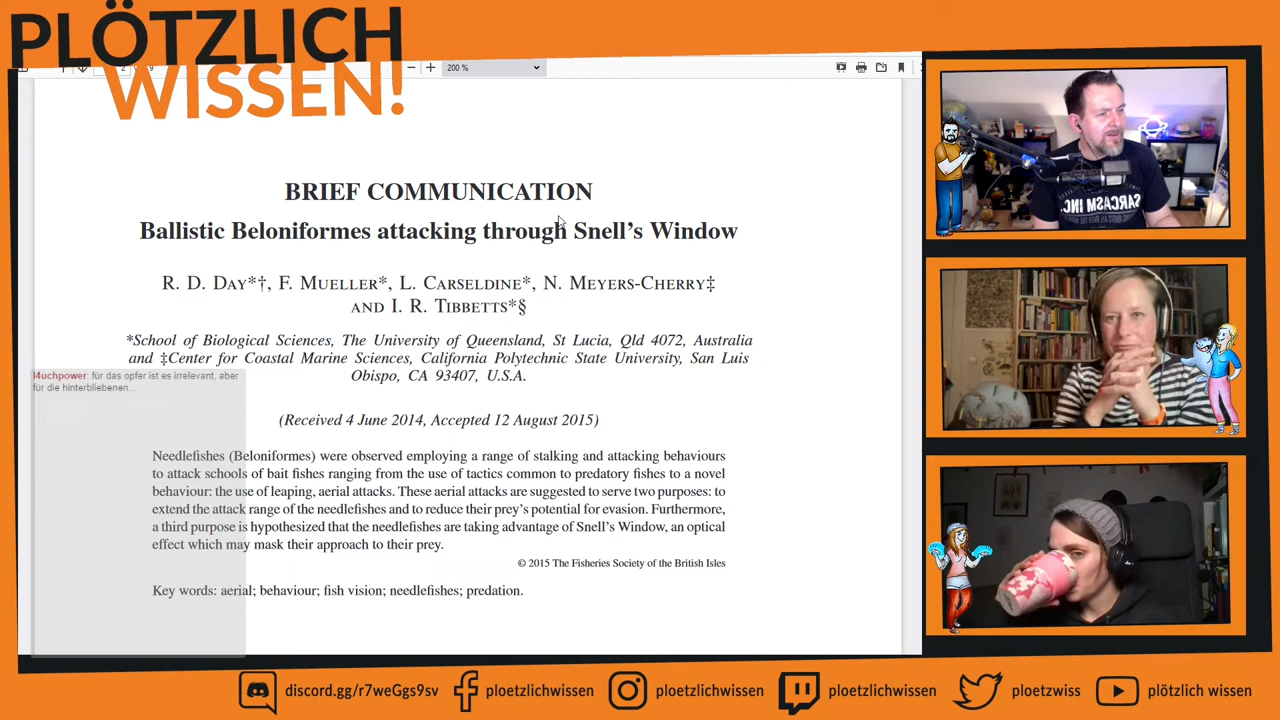 PLÖTZLICH
WISSEN!
200 %
BRIEF COMMUNICATION
Ballistic Beloniformes attacking through Snell's Window
R. D. DAY*†, F. MUELLER*, L. CARSELDINE*, N. MEYERS-CHERRY‡
AND I. R. TIBBETTS*§
*School of Biological Sciences, The University of Queensland, St Lucia, Qld 4072, Australia
and ‡Center for Coastal Marine Sciences, California Polytechnic State University, San Luis
Obispo, CA 93407, U.S.A.
(Received 4 June 2014, Accepted 12 August 2015)
Needlefishes (Beloniformes) were observed employing a range of stalking and attacking behaviours
to attack schools of bait fishes ranging from the use of tactics common to predatory fishes to a novel
behaviour: the use of leaping, aerial attacks. These aerial attacks are suggested to serve two purposes: to
extend the attack range of the needlefishes and to reduce their prey's potential for evasion. Furthermore,
a third purpose is hypothesized that the needlefishes are taking advantage of Snell's Window, an optical
effect which may mask their approach to their prey.
© 2015 The Fisheries Society of the British Isles
Key words: aerial; behaviour; fish vision; needlefishes; predation.
Muchpower: für das opfer ist es irrelevant, aber
für die hinterbliebenen...
SARCASM INC.
discord.gg/r7weGgs9sv
ploetzlichwissen
ploetzlichwissen
ploetzlichwissen
ploetzwiss
plötzlich wissen